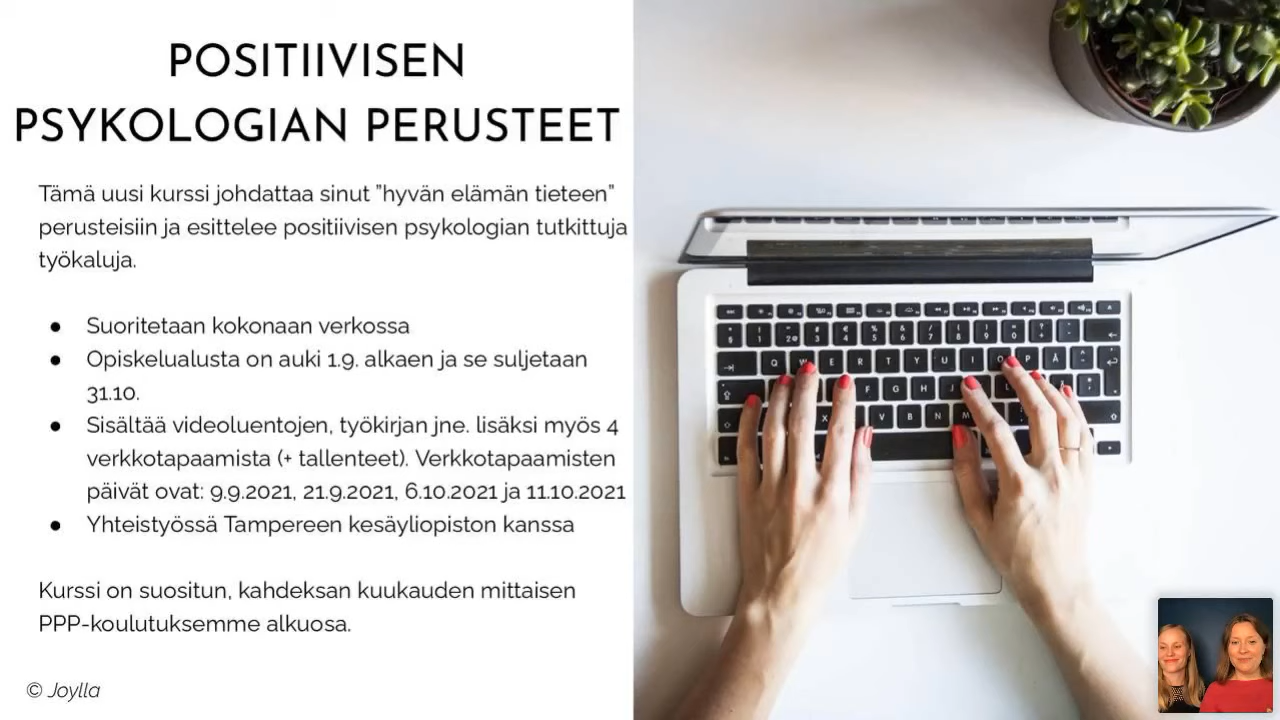 POSITIIVISEN
PSYKOLOGIAN PERUSTEET
Tämä uusi kurssi johdattaa sinut ”hyvän elämän tieteen”
perusteisiin ja esittelee positiivisen psykologian tutkittuja
työkaluja.
● Suoritetaan kokonaan verkossa
● Opiskelualusta on auki 1.9. alkaen ja se suljetaan
31.10.
● Sisältää videoluentojen, työkirjan jne. lisäksi myös 4
verkkotapaamista (+ tallenteet). Verkkotapaamisten
päivät ovat: 9.9.2021, 21.9.2021, 6.10.2021 ja 11.10.2021
● Yhteistyössä Tampereen kesäyliopiston kanssa
Kurssi on suositun, kahdeksan kuukauden mittaisen
PPP-koulutuksemme alkuosa.
© Joylla